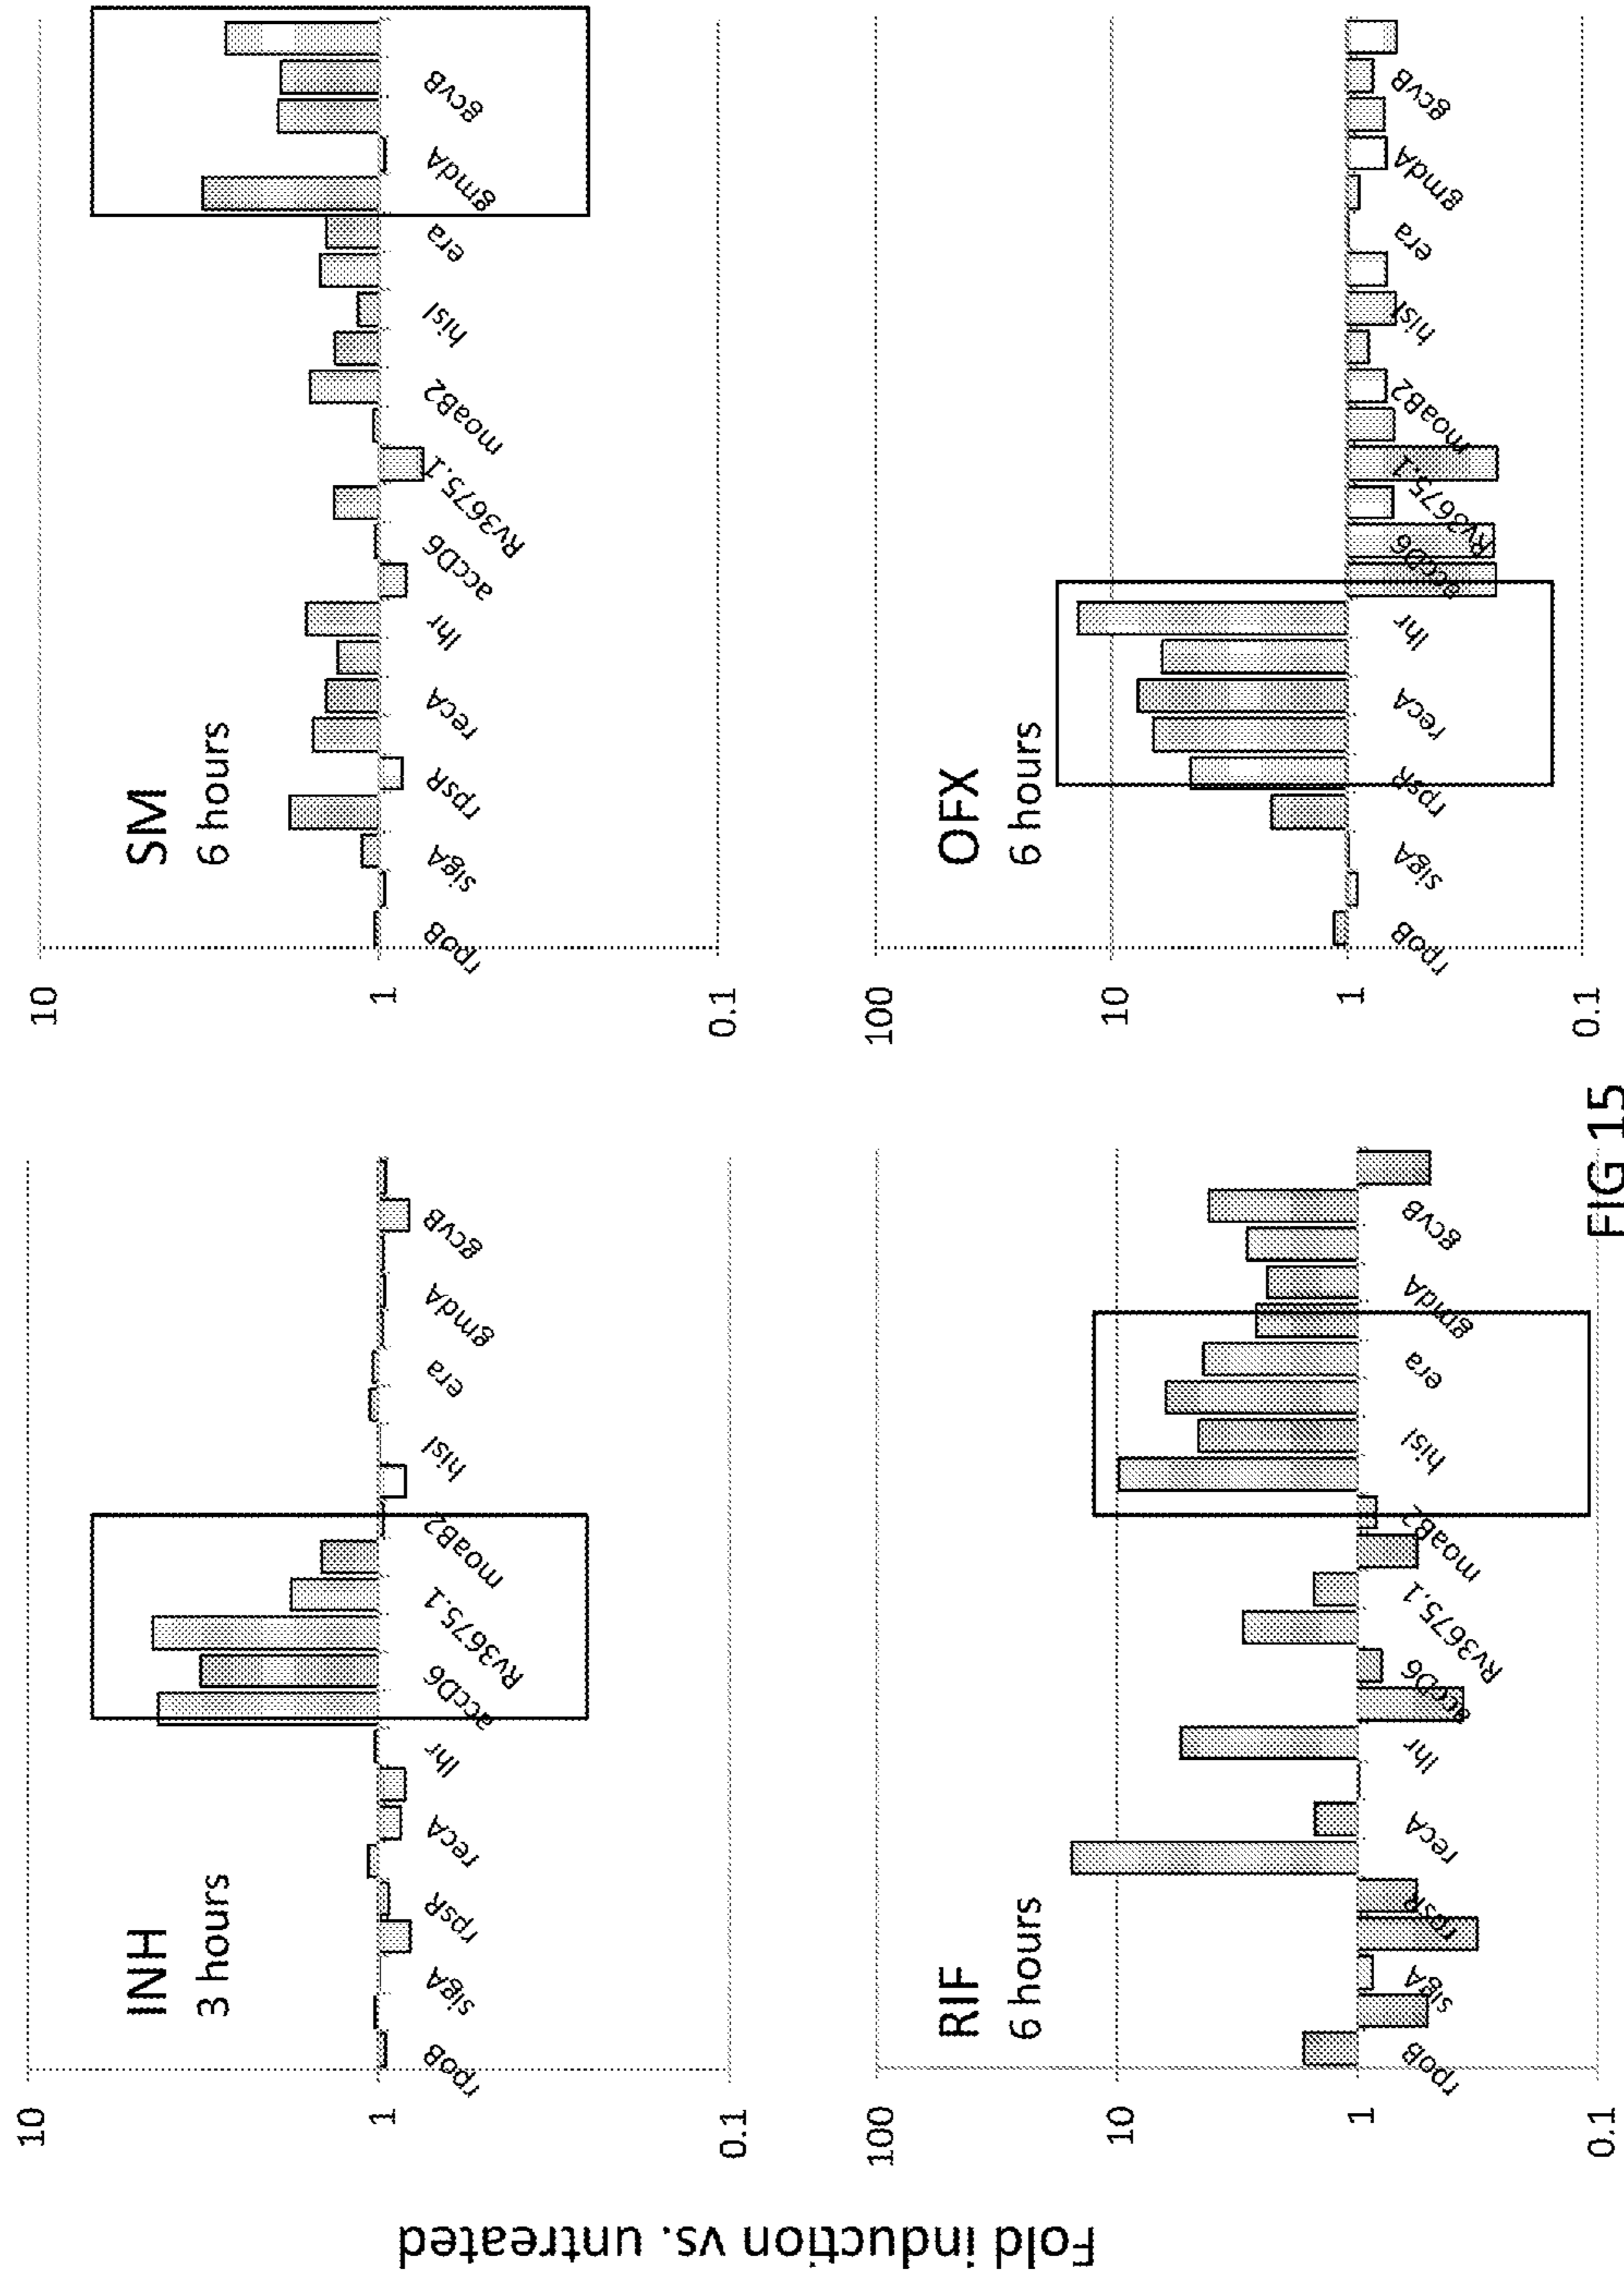 Fold induction vs. untreated
INH
3 hours
10
1
0.1
rpoB
sigA
rpsR
recA
lhr
accD6
Rv3675.1
moaB2
hisI
era
gmdA
gcvB
SM
6 hours
10
1
0.1
rpoB
sigA
rpsR
recA
lhr
accD6
Rv3675.1
moaB2
hisI
era
gmdA
gcvB
RIF
6 hours
100
10
1
0.1
rpoB
sigA
rpsR
recA
lhr
accD6
Rv3675.1
moaB2
hisI
era
gmdA
gcvB
OFX
6 hours
100
10
1
0.1
rpoB
sigA
rpsR
recA
lhr
accD6
Rv3675.1
moaB2
hisI
era
gmdA
gcvB
FIG 15